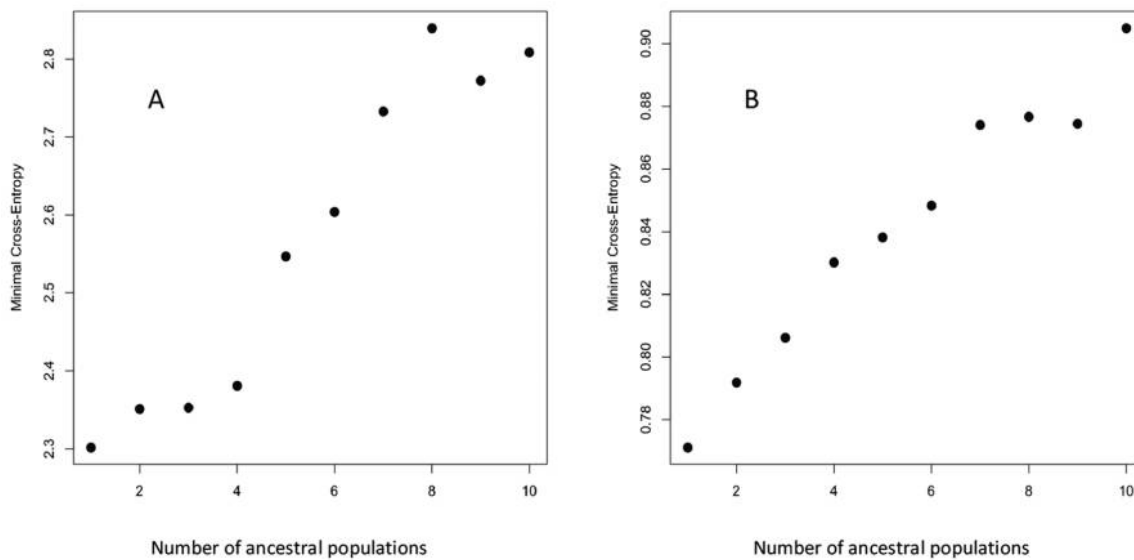 A
Minimal Cross-Entropy
2.8
2.7
2.6
2.5
2.4
2.3
2 4 6 8 10
Number of ancestral populations
B
Minimal Cross-Entropy
0.90
0.88
0.86
0.84
0.82
0.80
0.78
2 4 6 8 10
Number of ancestral populations